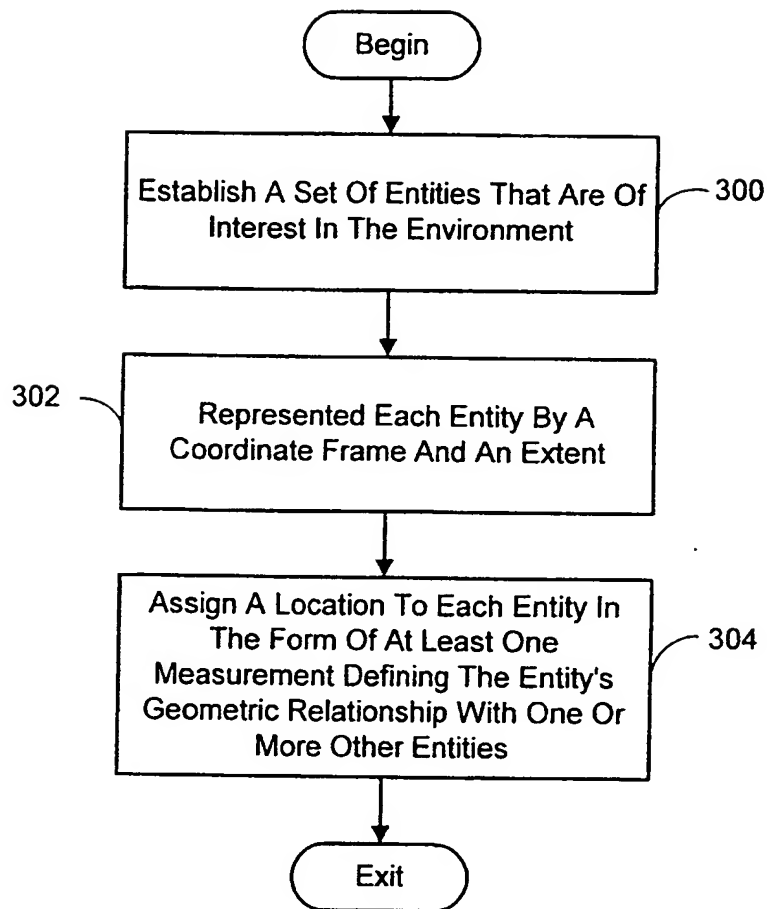 Begin
Establish A Set Of Entities That Are Of
Interest In The Environment
300
302
Represented Each Entity By A
Coordinate Frame And An Extent
Assign A Location To Each Entity In
The Form Of At Least One
Measurement Defining The Entity's
Geometric Relationship With One Or
More Other Entities
304
Exit